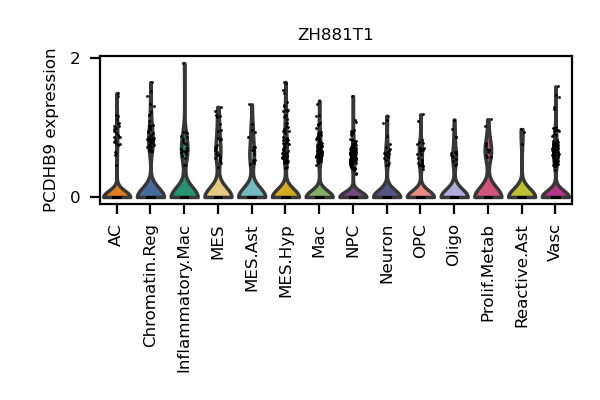 ZH881T1
PCDHB9 expression
2
0
AC
Chromatin.Reg
Inflammatory.Mac
MES
MES.Ast
MES.Hyp
Mac
NPC
Neuron
OPC
Oligo
Prolif.Metab
Reactive.Ast
Vasc